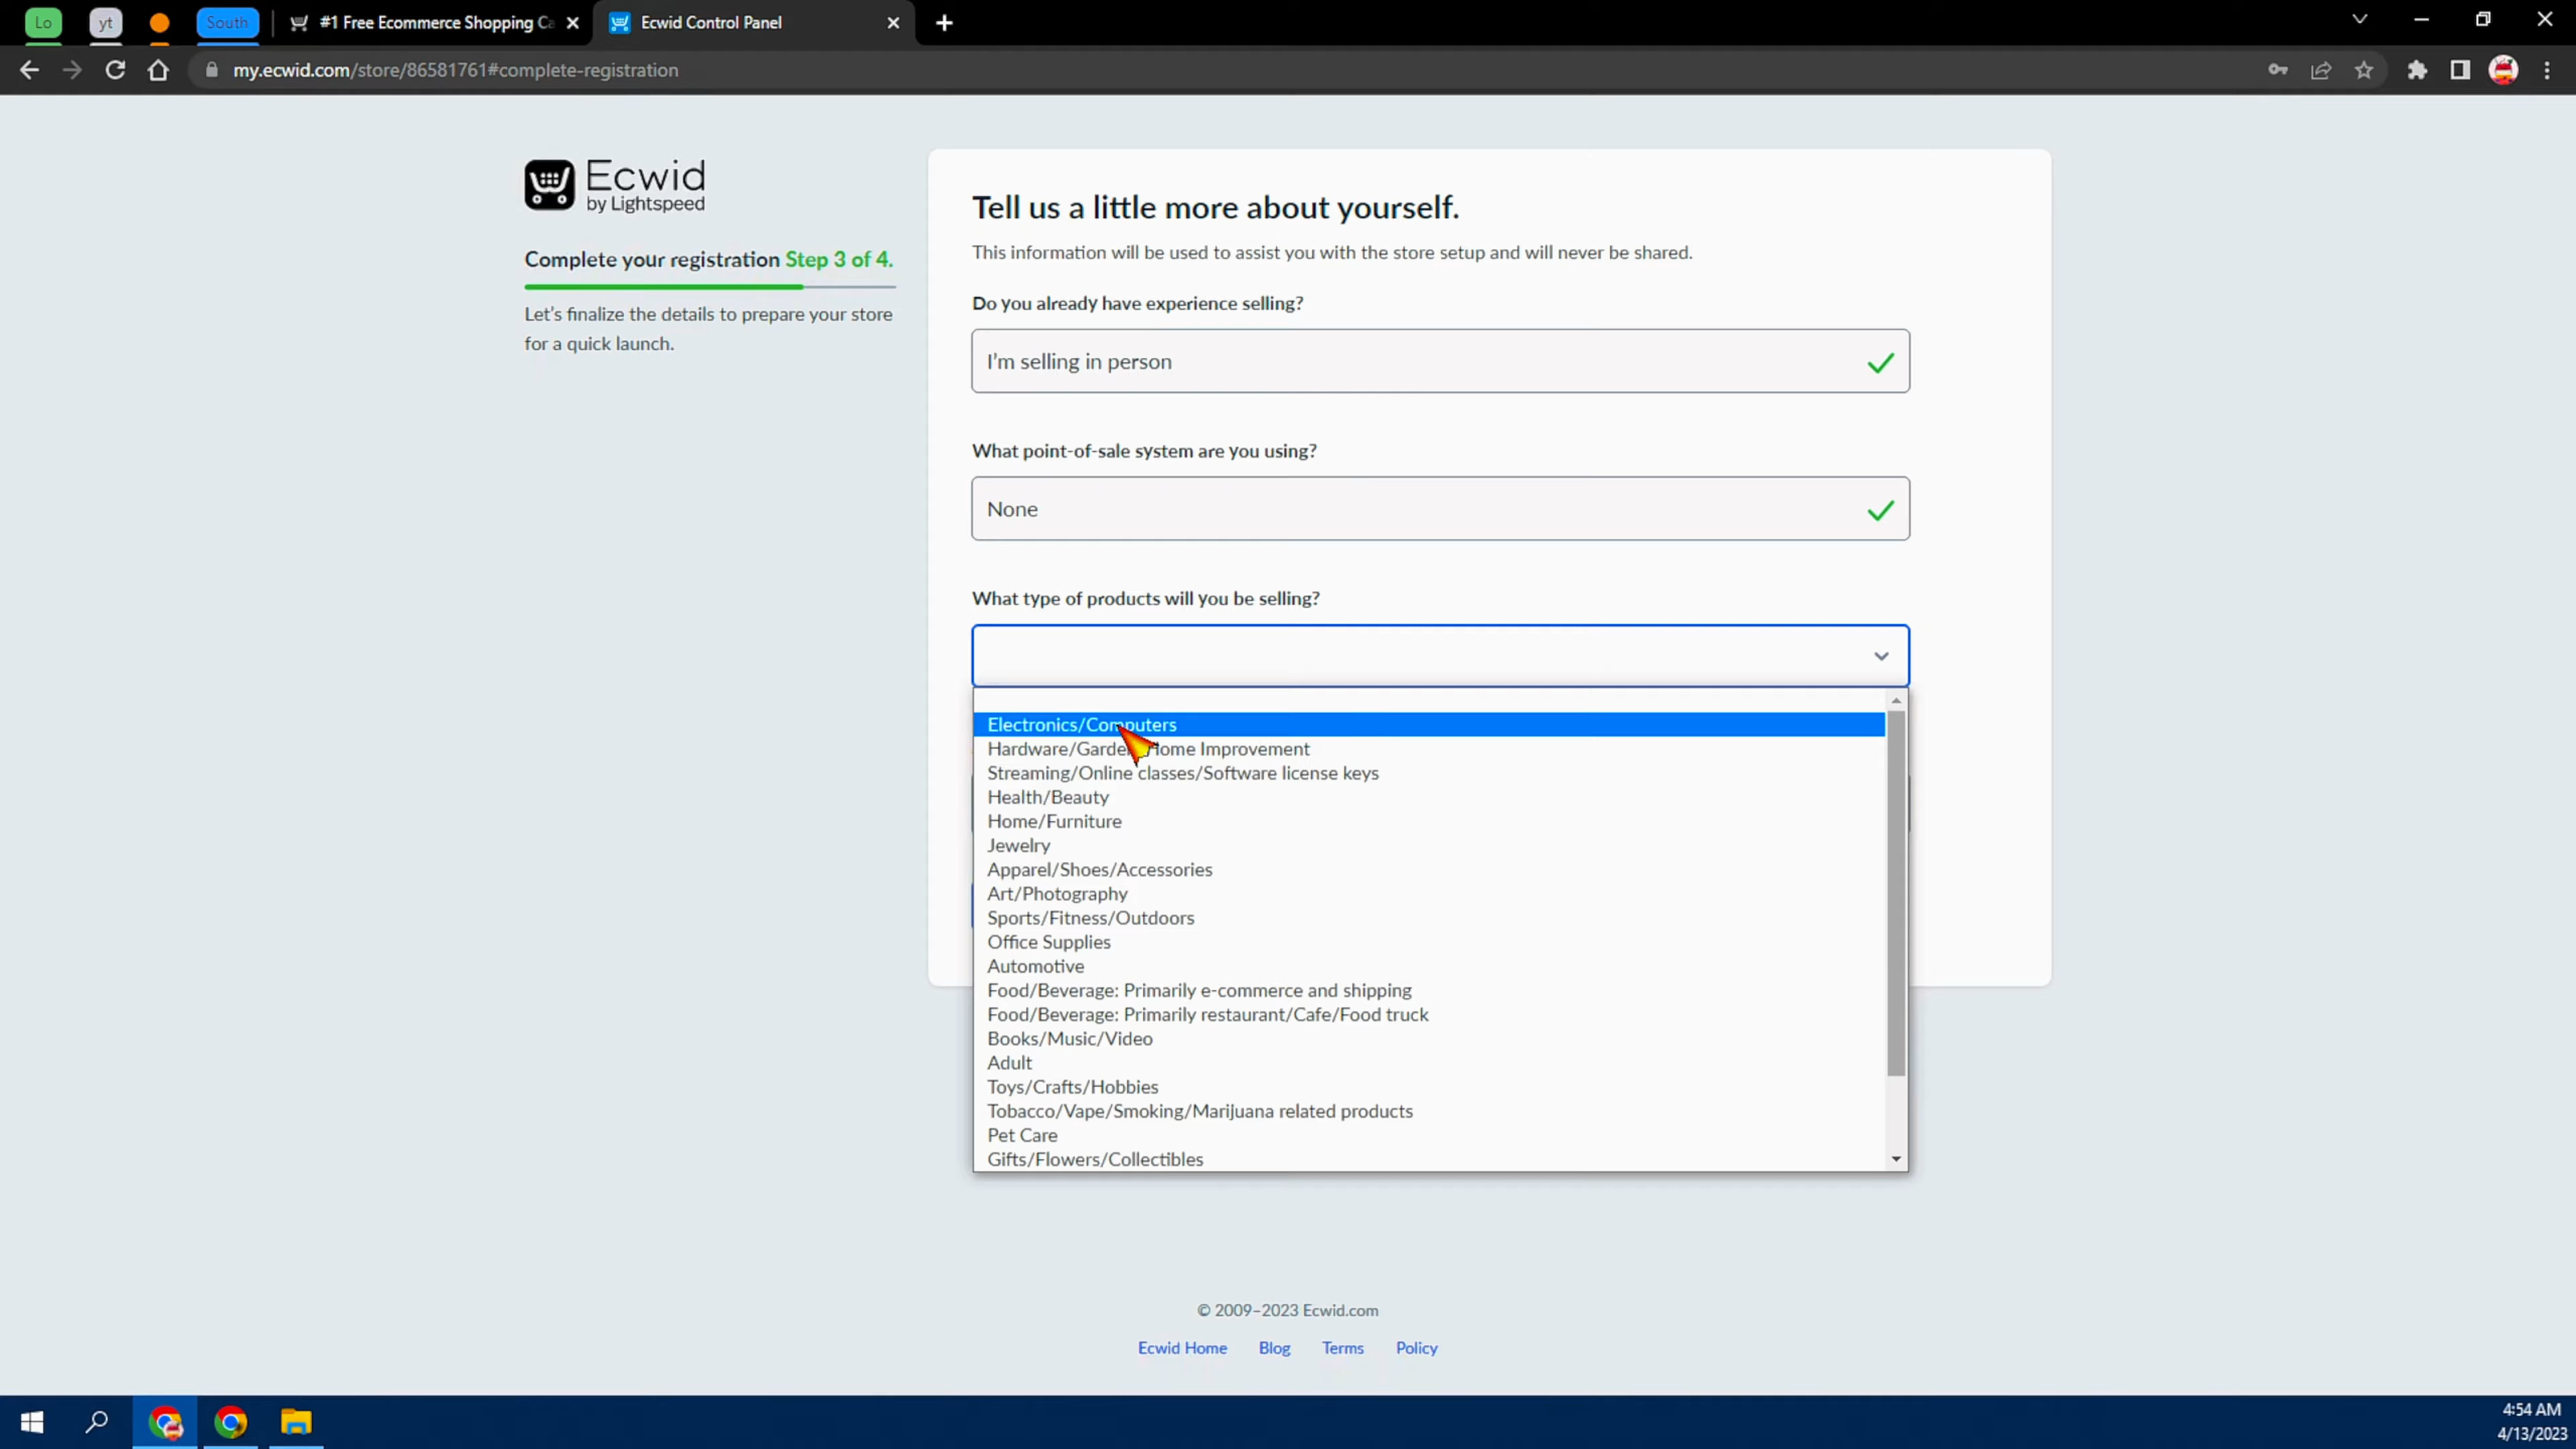 Lo
yt
South
#1 Free Ecommerce Shopping Ca
Ecwid Control Panel
my.ecwid.com/store/86581761#complete-registration
Ecwid
by Lightspeed
Complete your registration Step 3 of 4.
Let's finalize the details to prepare your store
for a quick launch.
Tell us a little more about yourself.
This information will be used to assist you with the store setup and will never be shared.
Do you already have experience selling?
I'm selling in person
What point-of-sale system are you using?
None
What type of products will you be selling?
Electronics/Computers
Hardware/Garden/Home Improvement
Streaming/Online classes/Software license keys
Health/Beauty
Home/Furniture
Jewelry
Apparel/Shoes/Accessories
Art/Photography
Sports/Fitness/Outdoors
Office Supplies
Automotive
Food/Beverage: Primarily e-commerce and shipping
Food/Beverage: Primarily restaurant/Cafe/Food truck
Books/Music/Video
Adult
Toys/Crafts/Hobbies
Tobacco/Vape/Smoking/Marijuana related products
Pet Care
Gifts/Flowers/Collectibles
© 2009–2023 Ecwid.com
Ecwid Home Blog Terms Policy
4:54 AM
4/13/2023